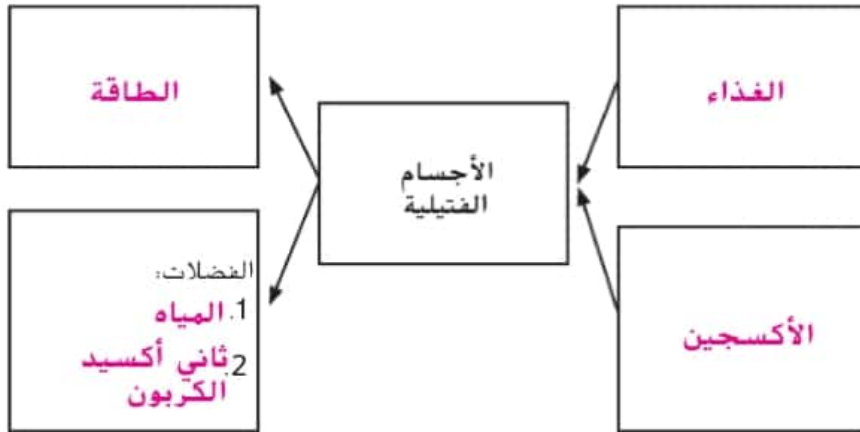 الغذاء
الطاقة
الأجسام
الفتيلية
الأكسجين
الفضلات:
1. المياه
2. ثاني أكسيد
الكربون